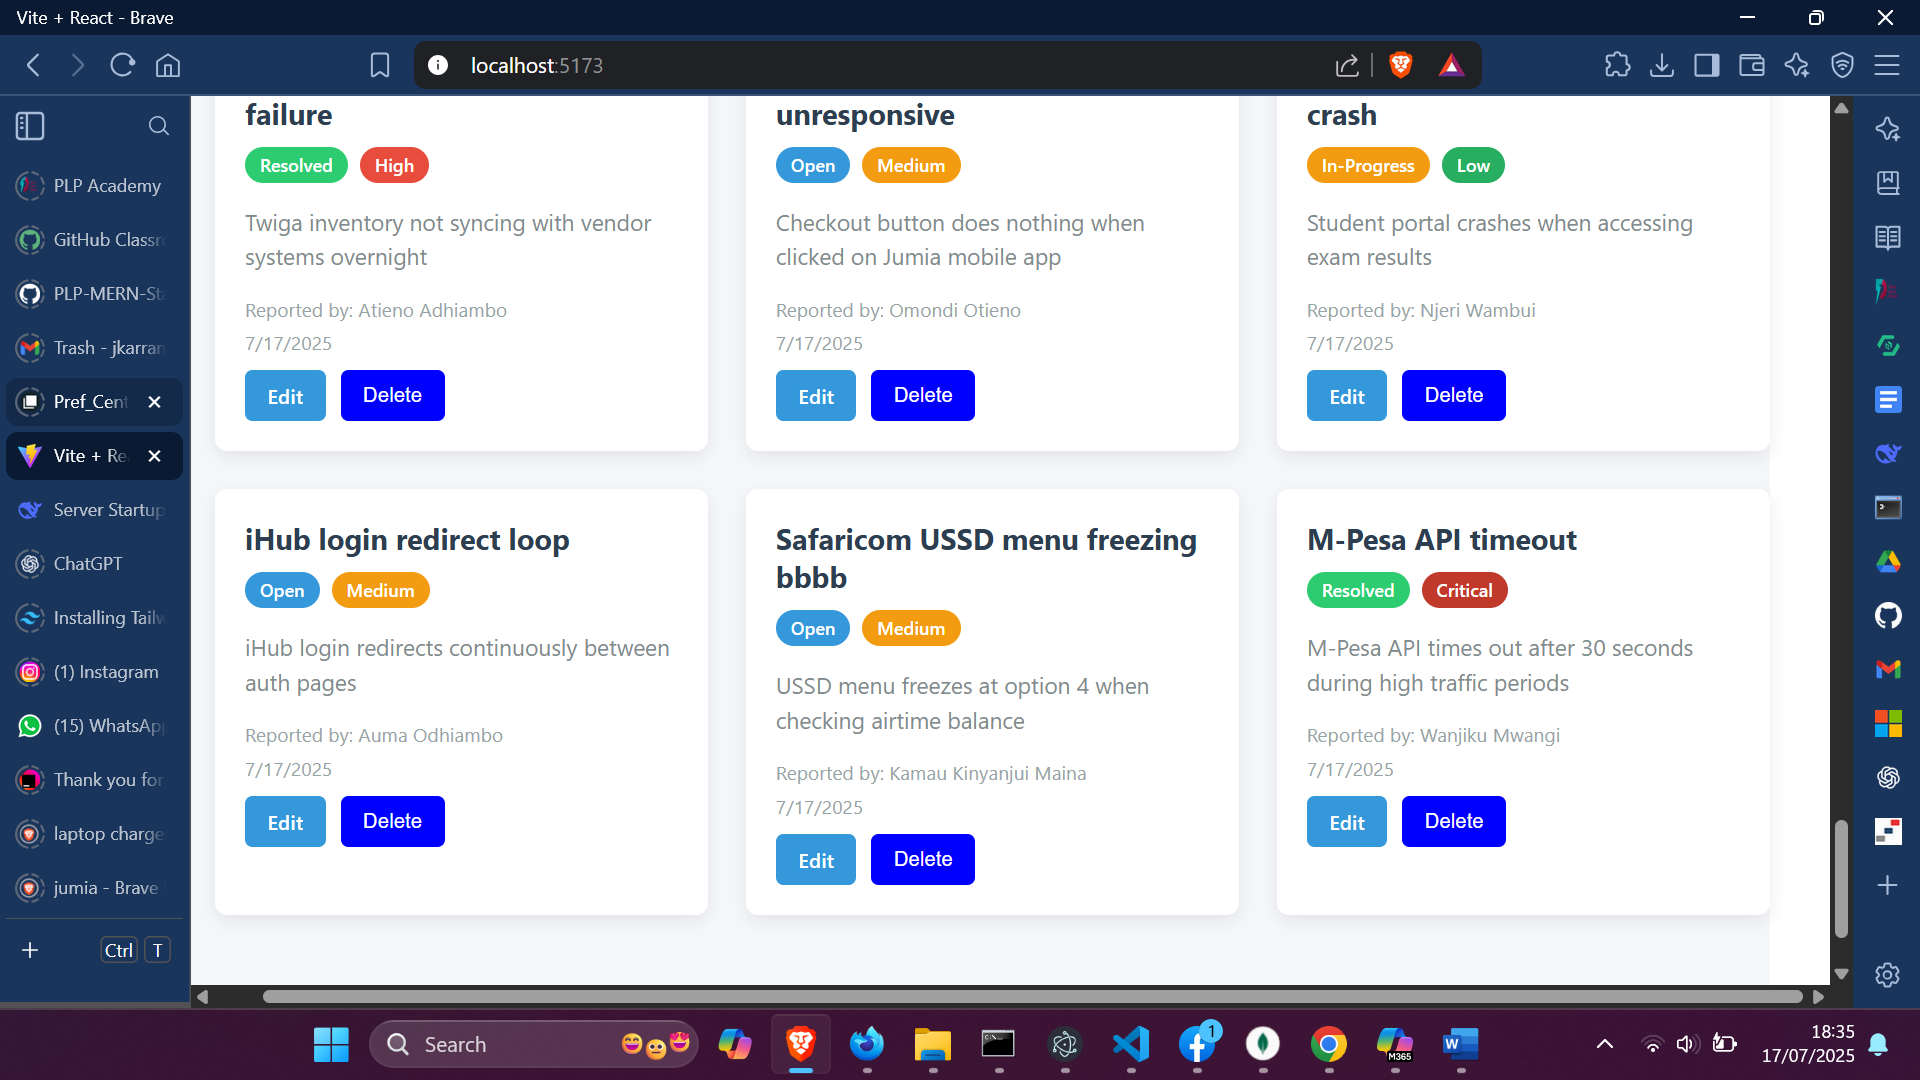 Vite + React - Brave
localhost:5173
PLP Academy
GitHub Classr
PLP-MERN-Sta
Trash - jkarran
Pref_Cent
Vite + Rea
Server Startup
ChatGPT
Installing Tailw
(1) Instagram
(15) WhatsApp
Thank you for
laptop charge
jumia - Brave
Ctrl T
failure
Resolved High
Twiga inventory not syncing with vendor
systems overnight
Reported by: Atieno Adhiambo
7/17/2025
Edit Delete
unresponsive
Open Medium
Checkout button does nothing when
clicked on Jumia mobile app
Reported by: Omondi Otieno
7/17/2025
Edit Delete
crash
In-Progress Low
Student portal crashes when accessing
exam results
Reported by: Njeri Wambui
7/17/2025
Edit Delete
iHub login redirect loop
Open Medium
iHub login redirects continuously between
auth pages
Reported by: Auma Odhiambo
7/17/2025
Edit Delete
Safaricom USSD menu freezing
bbbb
Open Medium
USSD menu freezes at option 4 when
checking airtime balance
Reported by: Kamau Kinyanjui Maina
7/17/2025
Edit Delete
M-Pesa API timeout
Resolved Critical
M-Pesa API times out after 30 seconds
during high traffic periods
Reported by: Wanjiku Mwangi
7/17/2025
Edit Delete
Search
1
M365
W
18:35
17/07/2025